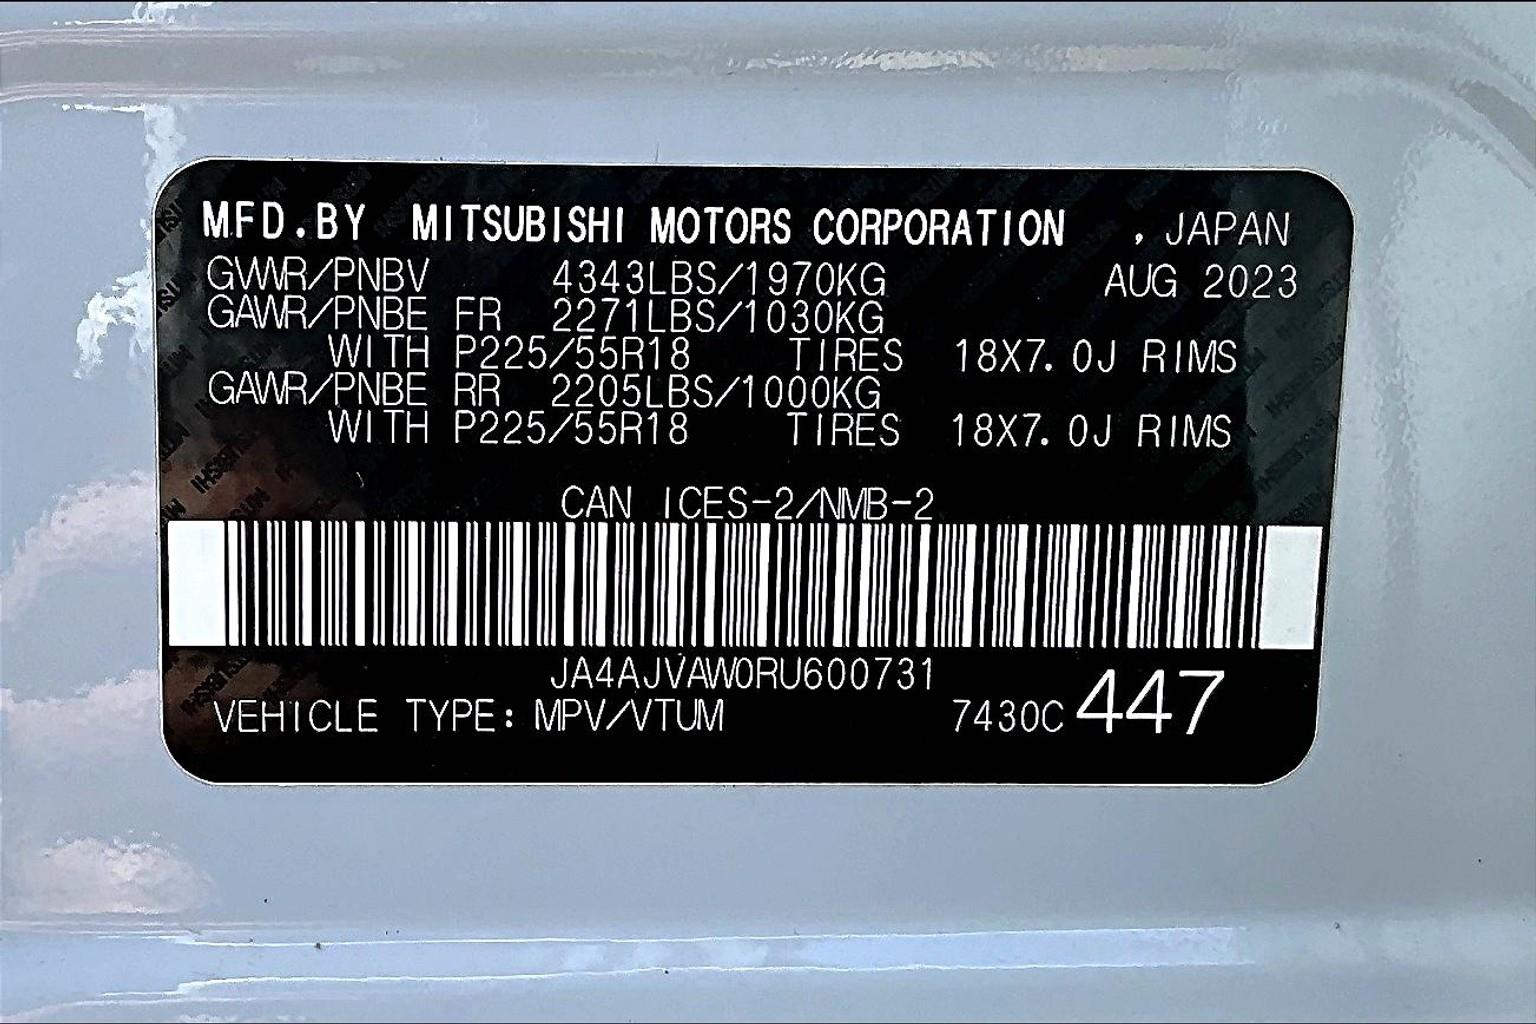 MFD.BY MITSUBISHI MOTORS CORPORATION , JAPAN
GVWR/PNBV 4343LBS/1970KG AUG 2023
GAWR/PNBE FR 2271LBS/1030KG
WITH P225/55R18 TIRES 18X7.0J RIMS
GAWR/PNBE RR 2205LBS/1000KG
WITH P225/55R18 TIRES 18X7.0J RIMS
CAN ICES-2/NMB-2
JA4AJVAW0RU600731
VEHICLE TYPE: MPV/VTUM 7430C 447